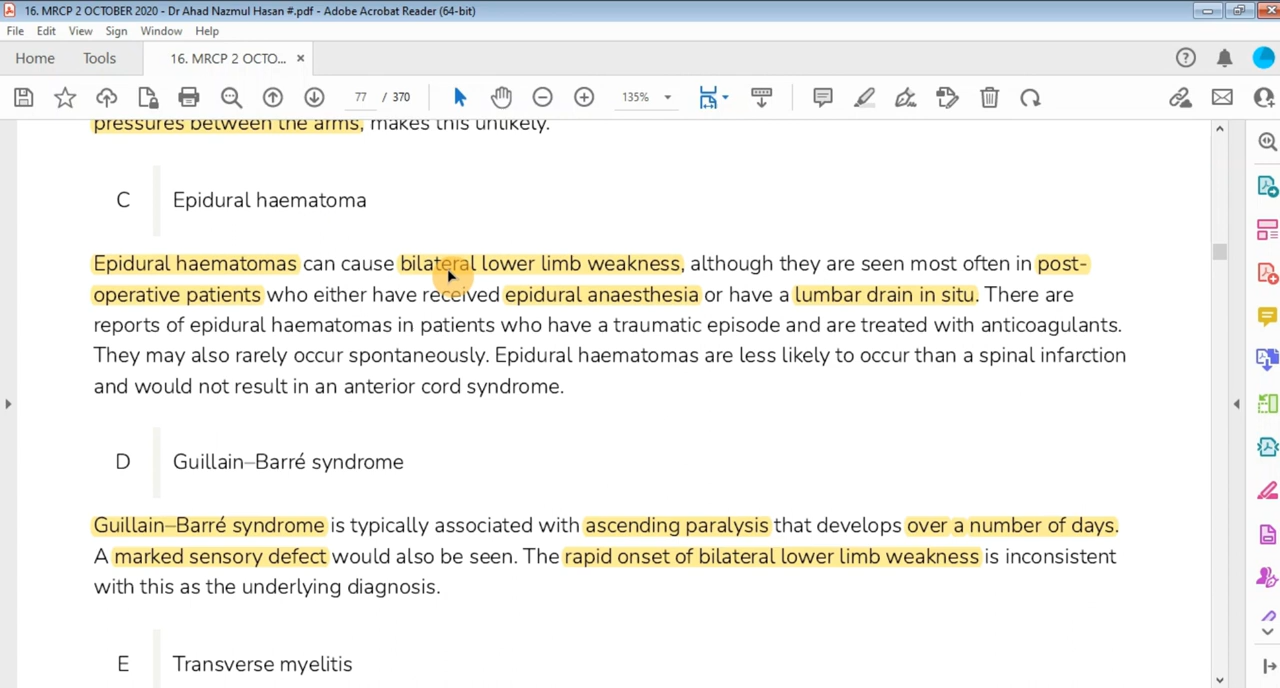 16. MRCP 2 OCTOBER 2020 - Dr Ahad Nazmul Hasan #.pdf - Adobe Acrobat Reader (64-bit)
File Edit View Sign Window Help
Home Tools 16. MRCP 2 OCTO... ×
77 / 370 135%
pressures between the arms, makes this unlikely.
C Epidural haematoma
Epidural haematomas can cause bilateral lower limb weakness, although they are seen most often in post-
operative patients who either have received epidural anaesthesia or have a lumbar drain in situ. There are
reports of epidural haematomas in patients who have a traumatic episode and are treated with anticoagulants.
They may also rarely occur spontaneously. Epidural haematomas are less likely to occur than a spinal infarction
and would not result in an anterior cord syndrome.
D Guillain–Barré syndrome
Guillain–Barré syndrome is typically associated with ascending paralysis that develops over a number of days.
A marked sensory defect would also be seen. The rapid onset of bilateral lower limb weakness is inconsistent
with this as the underlying diagnosis.
E Transverse myelitis